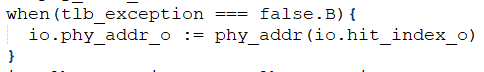 when(tlb_exception === false.B){
io.phy_addr_o := phy_addr(io.hit_index_o)
}